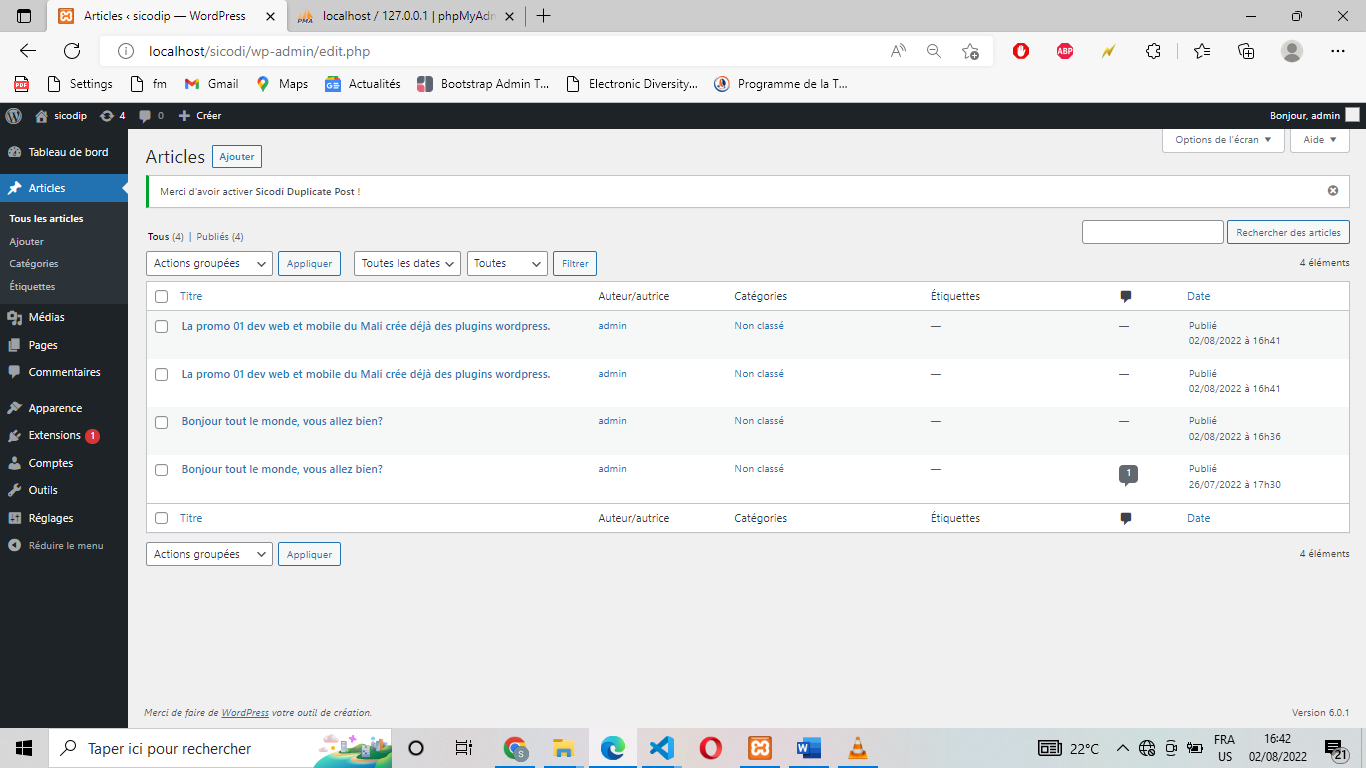 Articles ‹ sicodip — WordPress
localhost / 127.0.0.1 | phpMyAdm
localhost/sicodi/wp-admin/edit.php
Settings
fm
Gmail
Maps
Actualités
Bootstrap Admin T...
Electronic Diversity...
Programme de la T...
sicodip
4
0
Créer
Bonjour, admin
Tableau de bord
Articles
Tous les articles
Ajouter
Catégories
Étiquettes
Médias
Pages
Commentaires
Apparence
Extensions 1
Comptes
Outils
Réglages
Réduire le menu
Options de l'écran
Aide
Articles
Ajouter
Merci d'avoir activer Sicodi Duplicate Post !
Tous (4) | Publiés (4)
Rechercher des articles
Actions groupées
Appliquer
Toutes les dates
Toutes
Filtrer
4 éléments
Titre
Auteur/autrice
Catégories
Étiquettes
Date
La promo 01 dev web et mobile du Mali crée déjà des plugins wordpress.
admin
Non classé
—
—
Publié
02/08/2022 à 16h41
La promo 01 dev web et mobile du Mali crée déjà des plugins wordpress.
admin
Non classé
—
—
Publié
02/08/2022 à 16h41
Bonjour tout le monde, vous allez bien?
admin
Non classé
—
—
Publié
02/08/2022 à 16h36
Bonjour tout le monde, vous allez bien?
admin
Non classé
—
1
Publié
26/07/2022 à 17h30
Titre
Auteur/autrice
Catégories
Étiquettes
Date
Actions groupées
Appliquer
4 éléments
Merci de faire de WordPress votre outil de création.
Version 6.0.1
Taper ici pour rechercher
22°C
FRA
US
16:42
02/08/2022
21
PDF
PMA
ABP
S